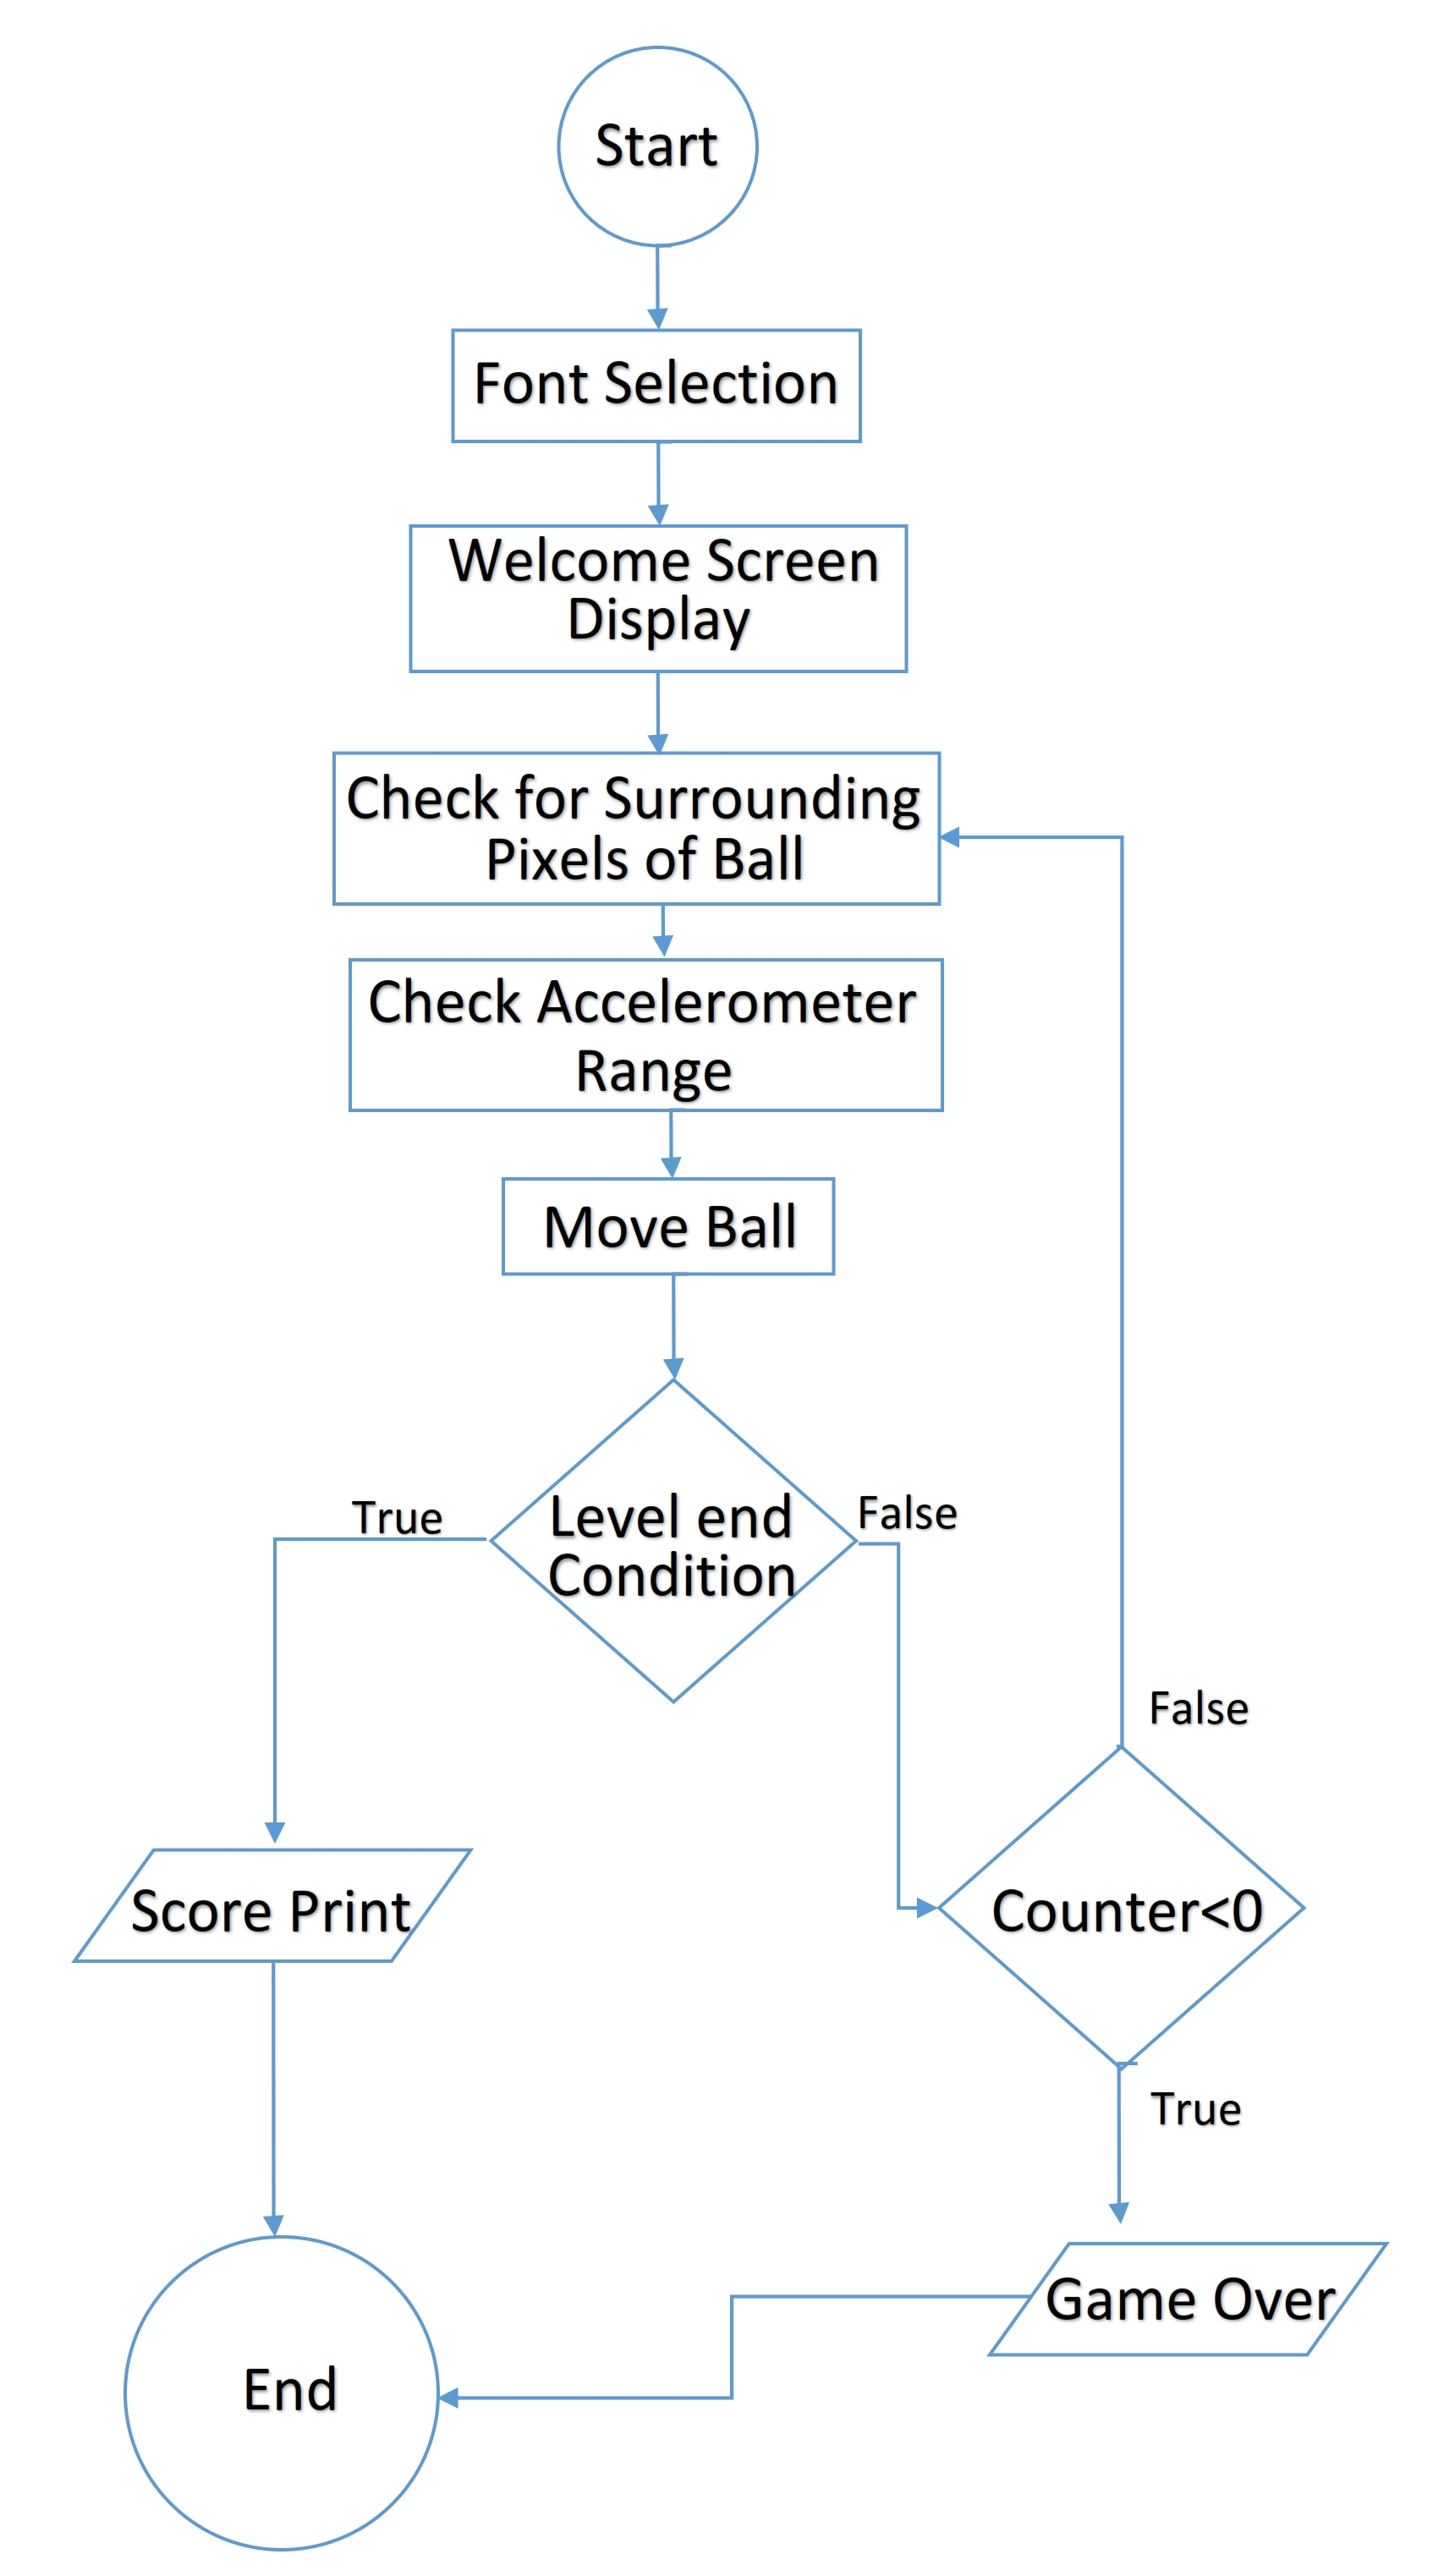 Start
Font Selection
Welcome Screen
Display
Check for Surrounding
Pixels of Ball
Check Accelerometer
Range
Move Ball
Level end
Condition
True
False
False
Score Print
Counter<0
True
Game Over
End